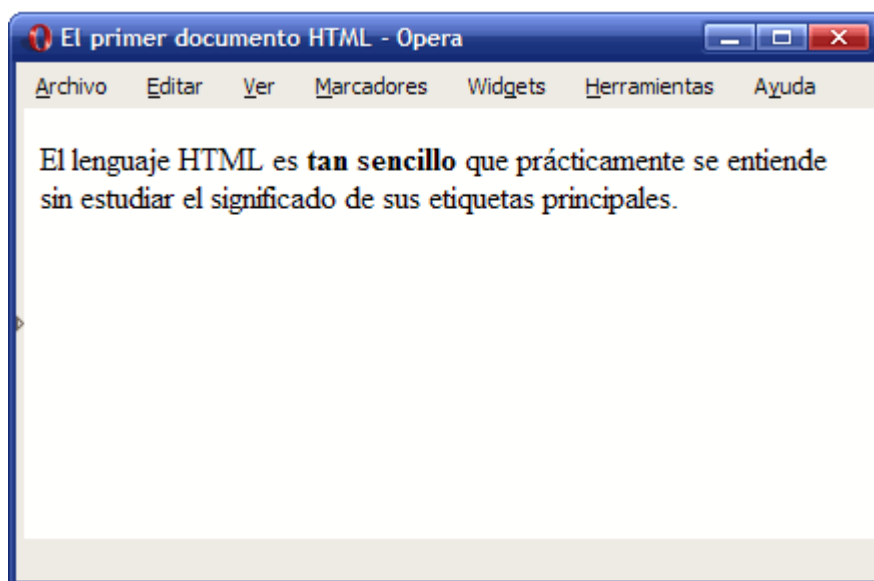 El primer documento HTML - Opera
Archivo Editar Ver Marcadores Widgets Herramientas Ayuda
El lenguaje HTML es tan sencillo que prácticamente se entiende
sin estudiar el significado de sus etiquetas principales.